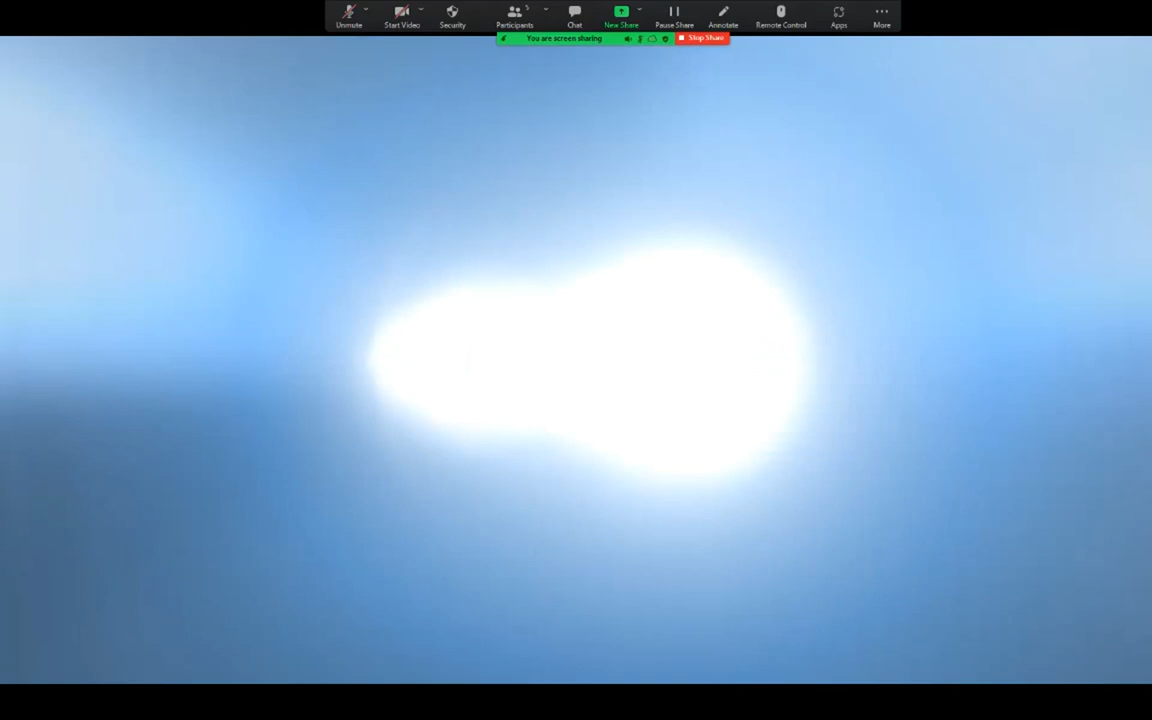 Unmute Start Video Security Participants 5 Chat New Share Pause Share Annotate Remote Control Apps More
You are screen sharing Stop Share